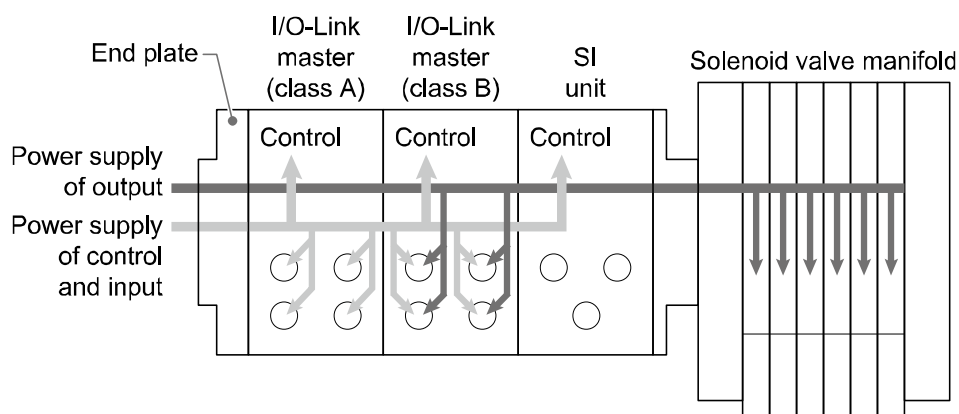 End plate
I/O-Link
master
(class A)
I/O-Link
master
(class B)
SI
unit
Solenoid valve manifold
Control
Control
Control
Power supply
of output
Power supply
of control
and input